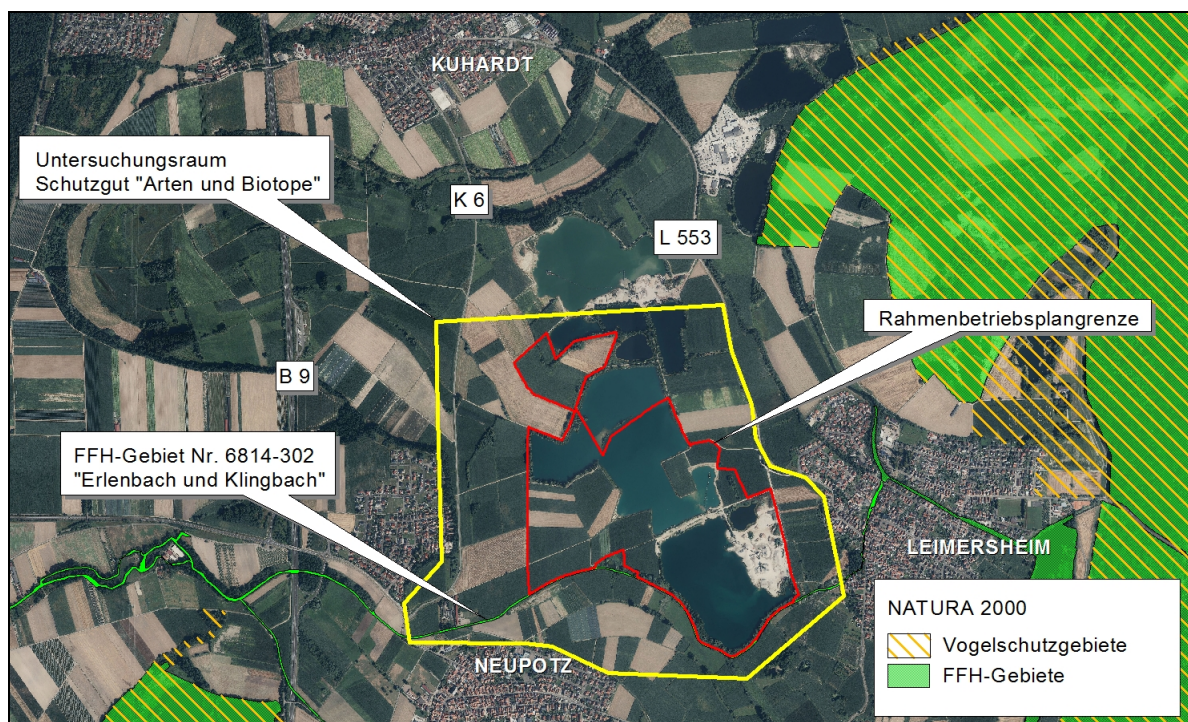 KUHARDT
Untersuchungsraum
Schutzgut "Arten und Biotope"
K 6
L 553
Rahmenbetriebsplangrenze
B 9
FFH-Gebiet Nr. 6814-302
"Erlenbach und Klingbach"
LEIMERSHEIM
NEUPOTZ
NATURA 2000
Vogelschutzgebiete
FFH-Gebiete